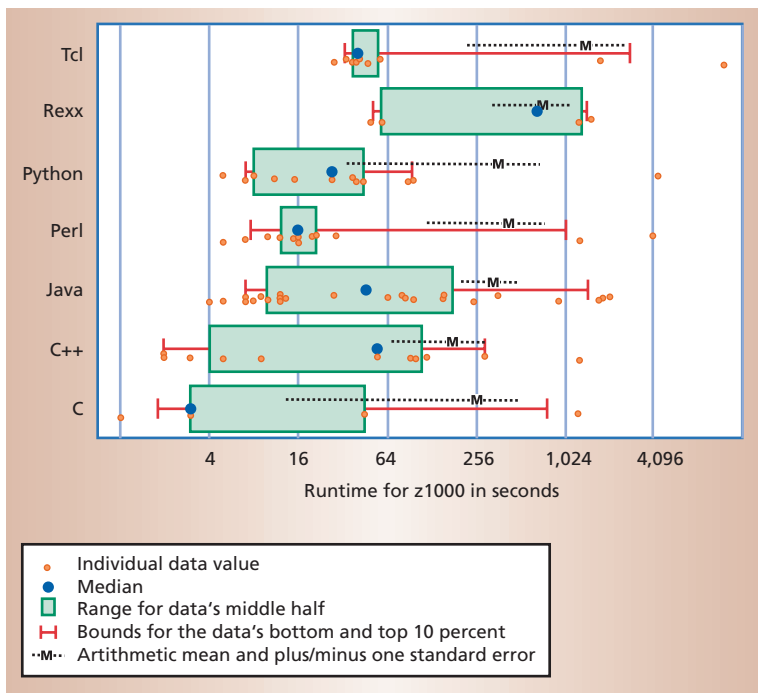 Tcl
M
Rexx
M
Python
M
Perl
M
Java
M
C++
M
C
M
4 16 64 256 1,024 4,096
Runtime for z1000 in seconds
Individual data value
Median
Range for data's middle half
Bounds for the data's bottom and top 10 percent
M Artithmetic mean and plus/minus one standard error